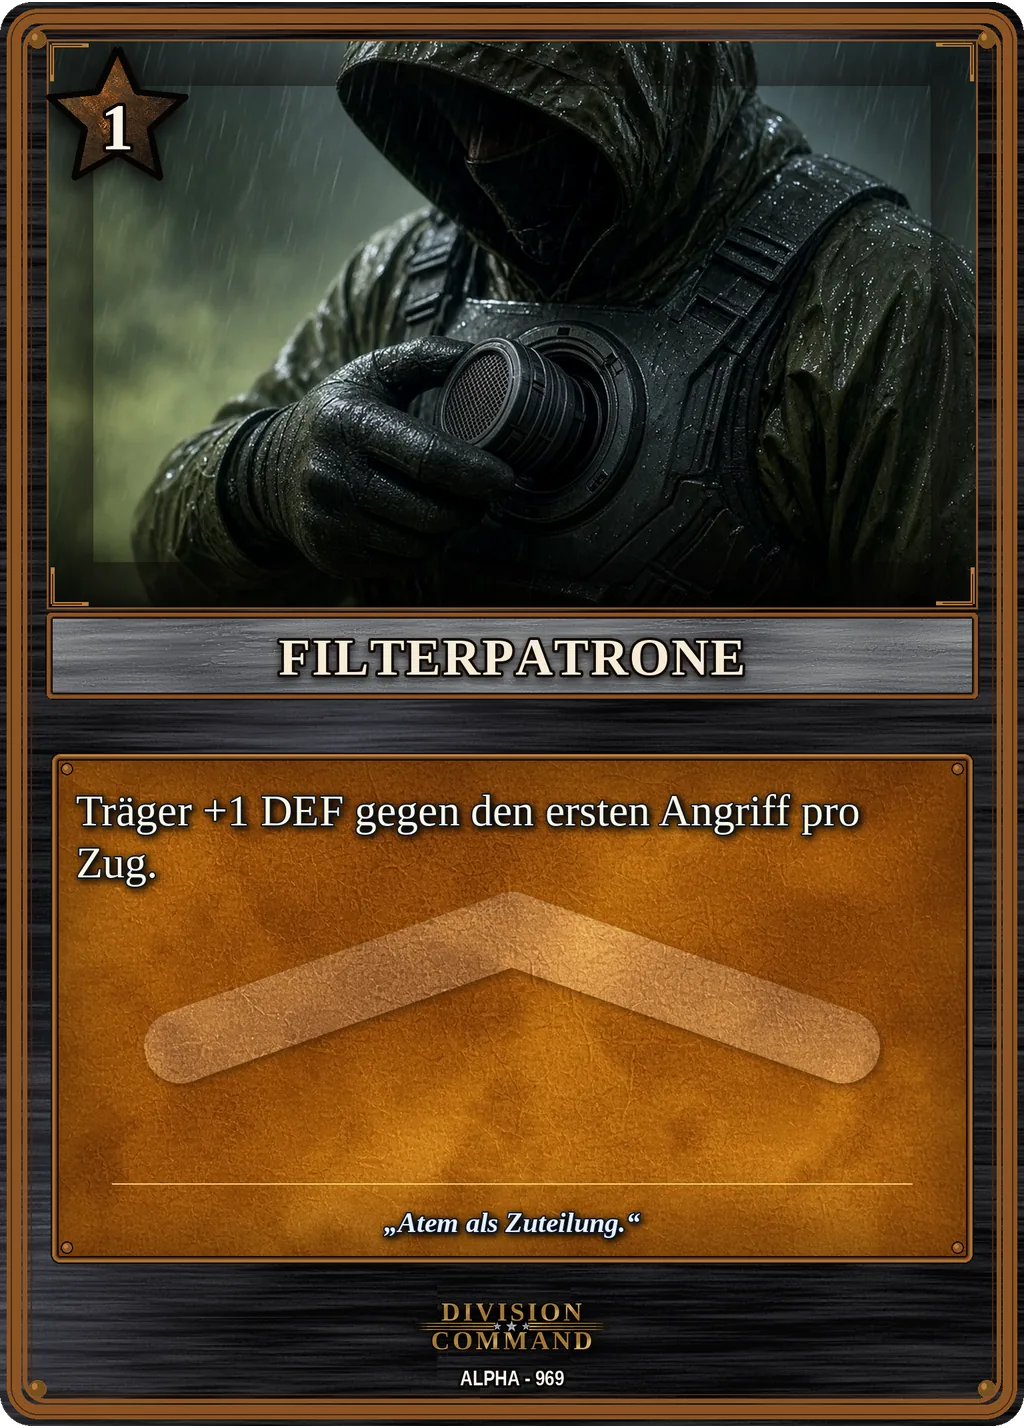 1
FILTERPATRONE
Träger +1 DEF gegen den ersten Angriff pro
Zug.
„Atem als Zuteilung.“
DIVISION
COMMAND
ALPHA - 969